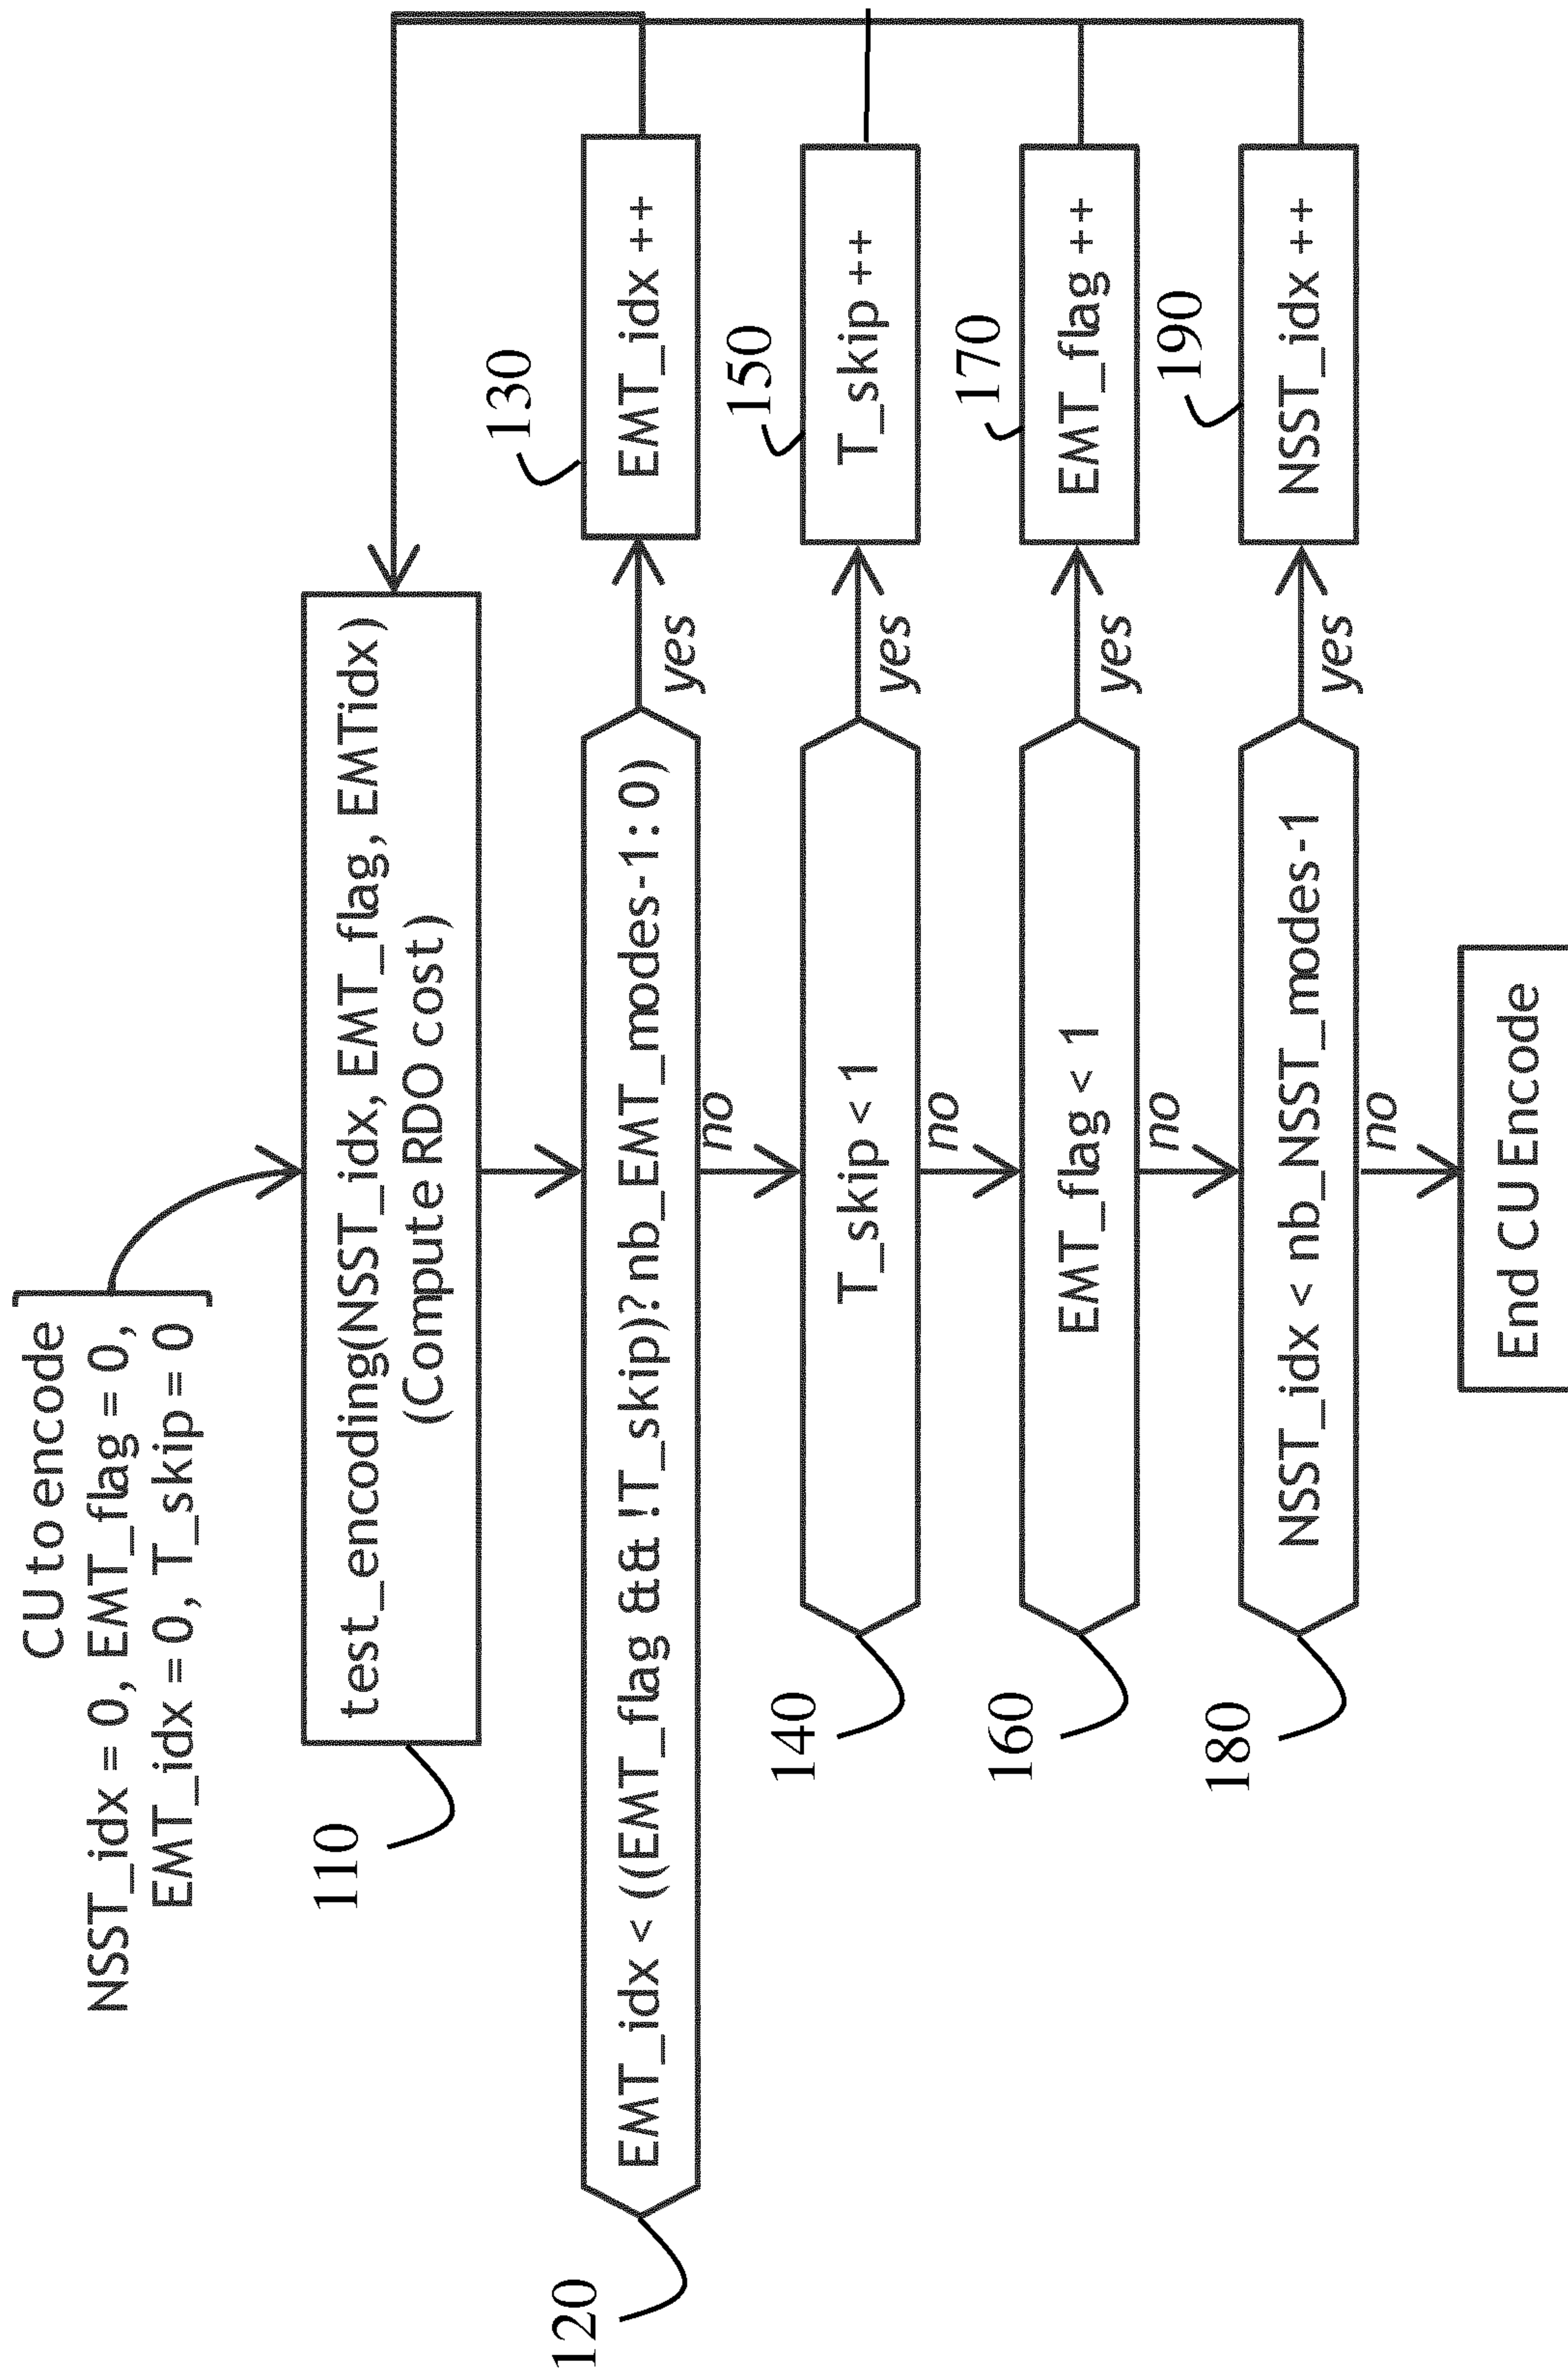 CU to encode
NSST_idx = 0, EMT_flag = 0,
EMT_idx = 0, T_skip = 0
110
test_encoding(NSST_idx, EMT_flag, EMTidx)
(Compute RDO cost)
120
EMT_idx < ((EMT_flag && !T_skip)? nb_EMT_modes-1: 0)
yes
130
EMT_idx ++
no
140
T_skip < 1
yes
150
T_skip ++
no
160
EMT_flag < 1
yes
170
EMT_flag ++
no
180
NSST_idx < nb_NSST_modes-1
yes
190
NSST_idx ++
no
End CU Encode